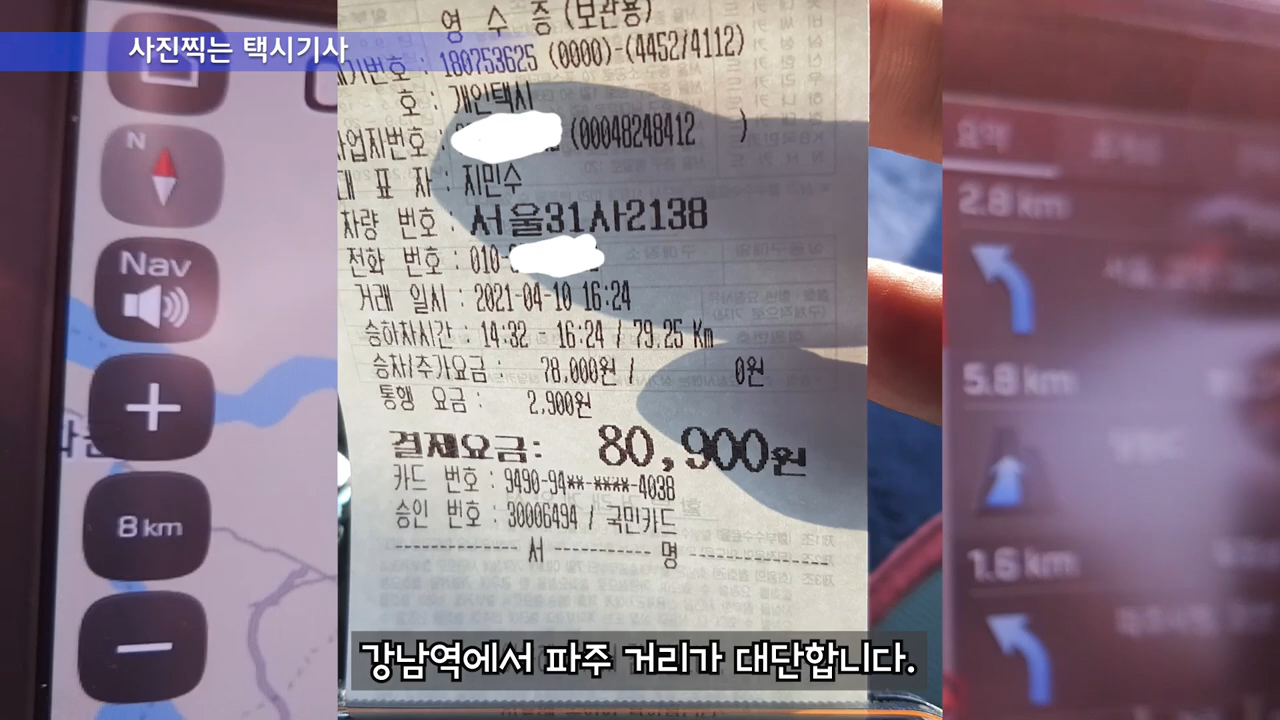 사진찍는 택시기사
영 수 증 (보관용)
기번호 : 180753625 (0000)-(4452/4112)
호 : 개인택시
사업자번호 : (00048248412 )
대 표 자 : 지민수
차량 번호 : 서울31사2138
전화 번호 : 010-
거래 일시 : 2021-04-10 16:24
승하차시간 : 14:32 - 16:24 / 79.25 Km
승차/추가요금 : 78,000원 / 0원
통행 요금 : 2,900원
결제요금: 80,900원
카드 번호 : 9490-94**-****-4038
승인 번호 : 30006494 / 국민카드
서 명
강남역에서 파주 거리가 대단합니다.
N
Nav
+
8 km
−
요약
2.8 km
5.8 km
1.6 km